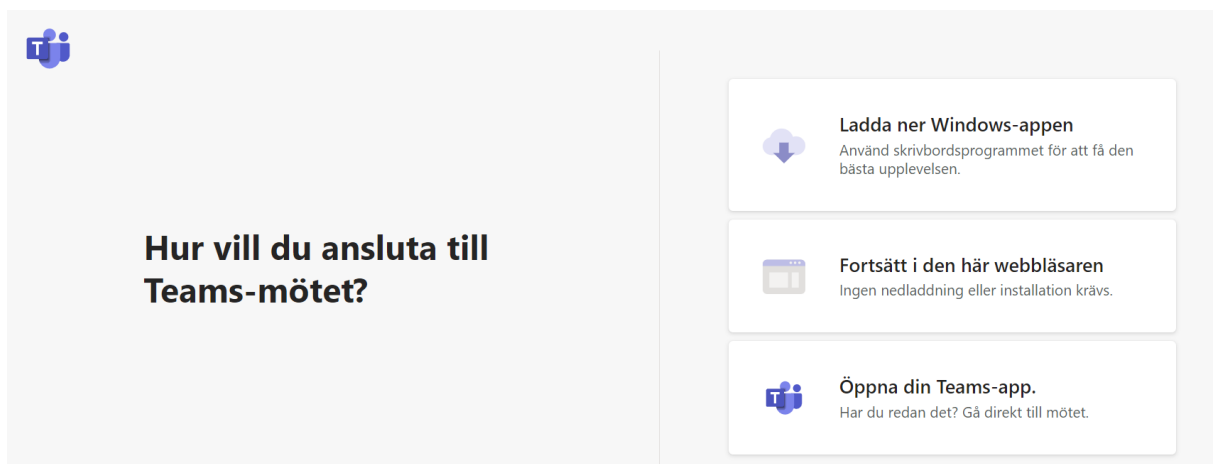 T
Hur vill du ansluta till
Teams-mötet?
Ladda ner Windows-appen
Använd skrivbordsprogrammet för att få den
bästa upplevelsen.
Fortsätt i den här webbläsaren
Ingen nedladdning eller installation krävs.
T
Öppna din Teams-app.
Har du redan det? Gå direkt till mötet.